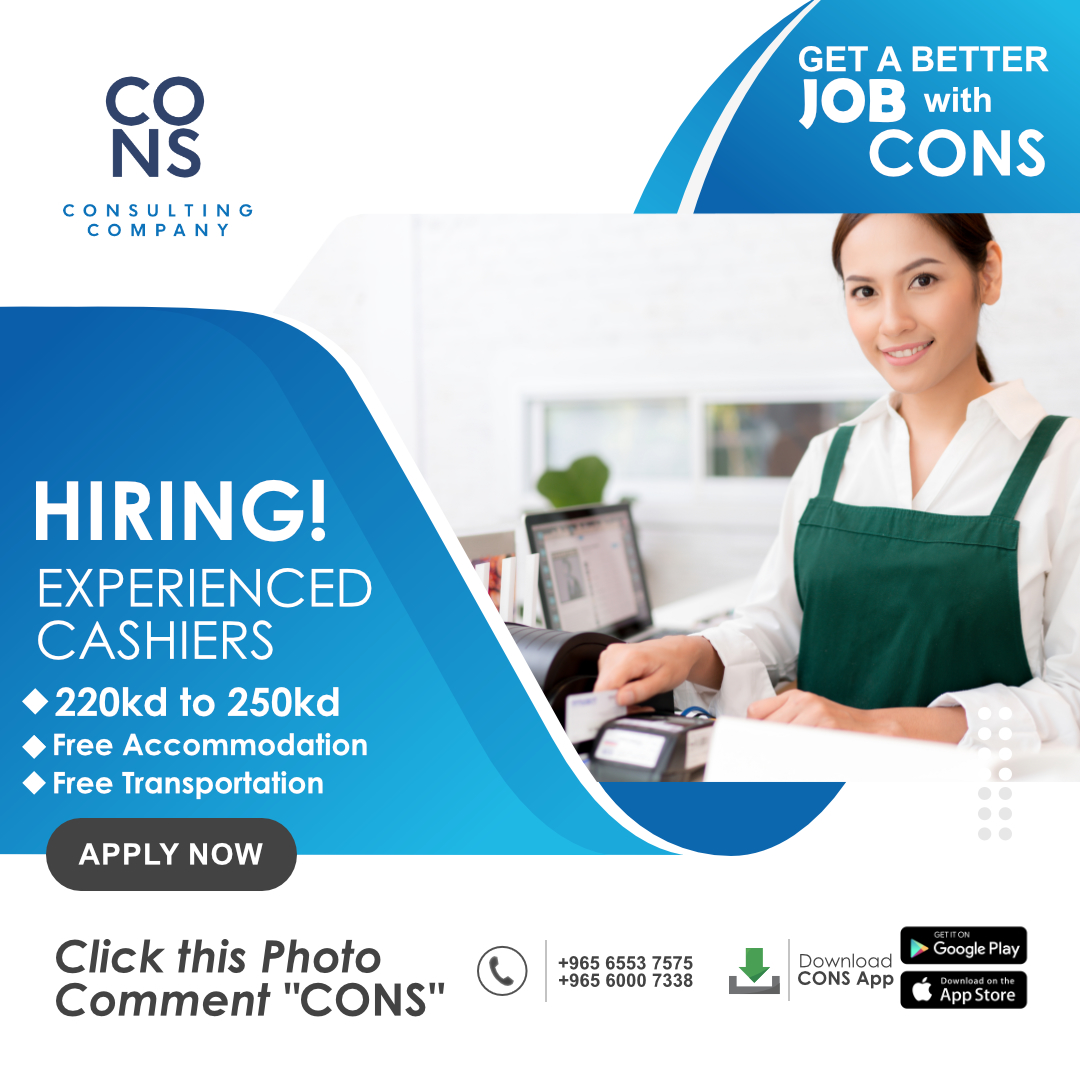 CO
NS
CONSULTING
COMPANY
GET A BETTER
JOB with
CONS
HIRING!
EXPERIENCED
CASHIERS
220kd to 250kd
Free Accommodation
Free Transportation
APPLY NOW
Click this Photo
Comment "CONS"
+965 6553 7575
+965 6000 7338
Download
CONS App
GET IT ON
Google Play
Download on the
App Store